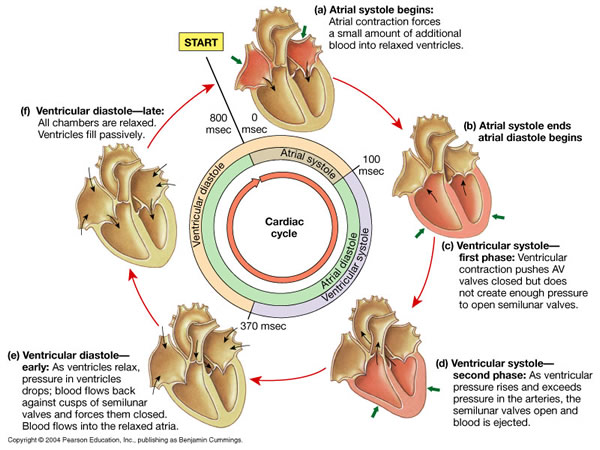 (a) Atrial systole begins:
Atrial contraction forces
a small amount of additional
blood into relaxed ventricles.
START
(f) Ventricular diastole—late:
All chambers are relaxed.
Ventricles fill passively.
800
msec
0
msec
(b) Atrial systole ends
atrial diastole begins
100
msec
Atrial systole
Ventricular diastole
Cardiac
cycle
Atrial diastole
Ventricular systole
370 msec
(c) Ventricular systole—
first phase: Ventricular
contraction pushes AV
valves closed but does
not create enough pressure
to open semilunar valves.
(e) Ventricular diastole—
early: As ventricles relax,
pressure in ventricles
drops; blood flows back
against cusps of semilunar
valves and forces them closed.
Blood flows into the relaxed atria.
(d) Ventricular systole—
second phase: As ventricular
pressure rises and exceeds
pressure in the arteries, the
semilunar valves open and
blood is ejected.
Copyright © 2004 Pearson Education, Inc., publishing as Benjamin Cummings.